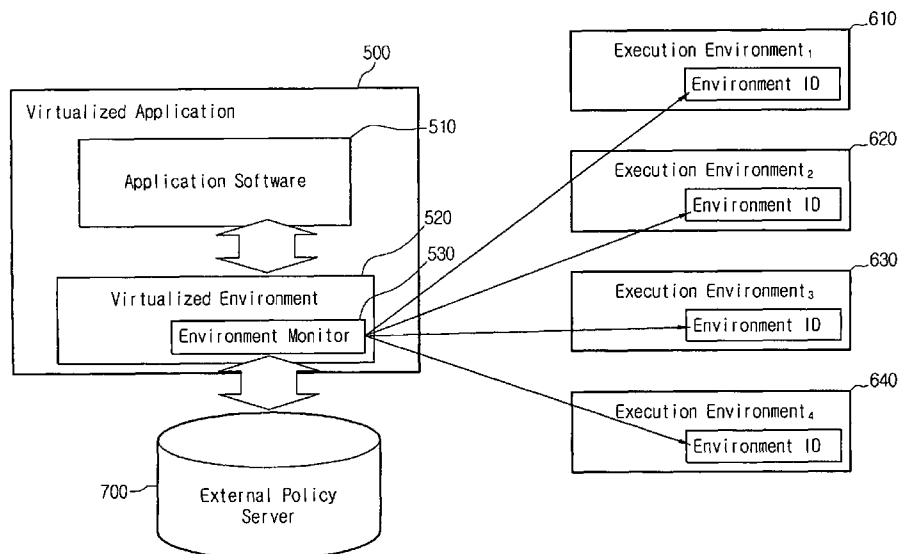 500
Virtualized Application
510
Application Software
520
530
Virtualized Environment
Environment Monitor
700
External Policy
Server
610
Execution Environment₁
Environment ID
620
Execution Environment₂
Environment ID
630
Execution Environment₃
Environment ID
640
Execution Environment₄
Environment ID